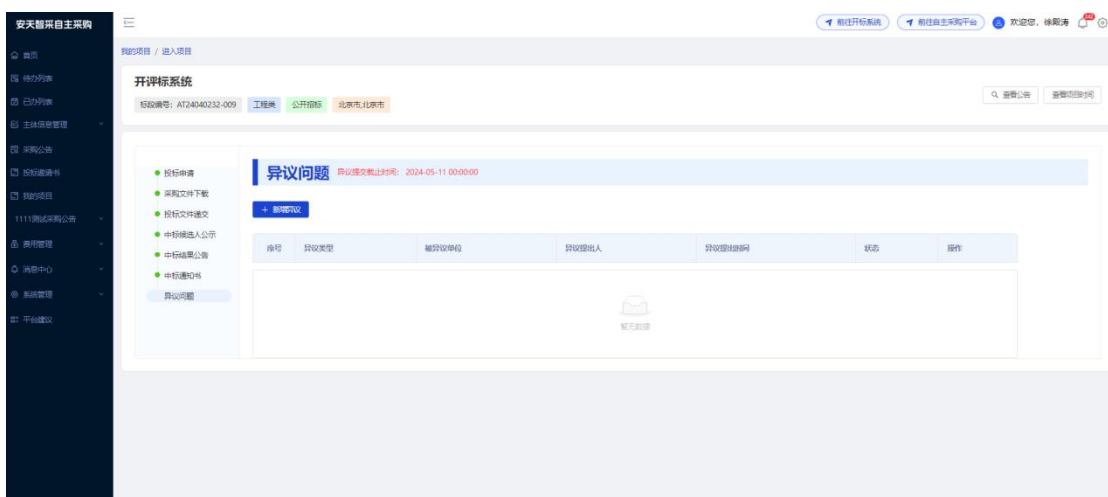 安天智采自主采购
前往开标系统
前往自主采购平台
欢迎您，徐殿涛
首页
待办列表
已办列表
主体信息管理
采购公告
投标邀请书
我的项目
1111测试采购公告
费用管理
消息中心
系统管理
平台建议
我的项目 / 进入项目
开评标系统
标段编号：AT24040232-009
工程类
公开招标
北京市,北京市
查看公告
查看项目时间
投标申请
采购文件下载
投标文件递交
中标候选人公示
中标结果公告
中标通知书
异议问题
异议问题 异议提交截止时间： 2024-05-11 00:00:00
+ 新增异议
序号 异议类型 被异议单位 异议提出人 异议提出时间 状态 操作
暂无数据